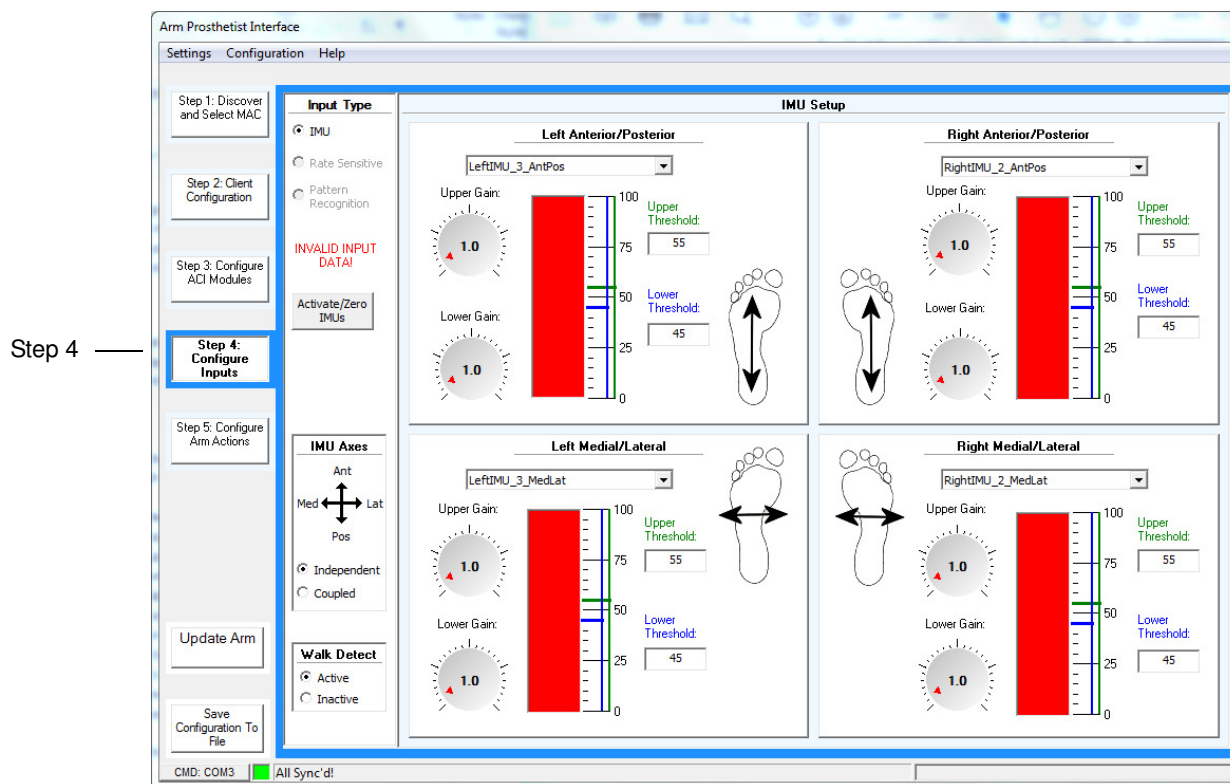 Arm Prosthetist Interface
Settings Configuration Help
Step 1: Discover
and Select MAC
Step 2: Client
Configuration
Step 3: Configure
ACI Modules
Step 4
Step 4:
Configure
Inputs
Step 5: Configure
Arm Actions
Update Arm
Save
Configuration To
File
Input Type
IMU
Rate Sensitive
Pattern
Recognition
INVALID INPUT
DATA!
Activate/Zero
IMUs
IMU Axes
Ant
Med Lat
Pos
Independent
Coupled
Walk Detect
Active
Inactive
IMU Setup
Left Anterior/Posterior
LeftIMU_3_AntPos
Upper Gain:
1.0
Lower Gain:
1.0
100
75
50
25
0
Upper
Threshold:
55
Lower
Threshold:
45
Right Anterior/Posterior
RightIMU_2_AntPos
Upper Gain:
1.0
Lower Gain:
1.0
100
75
50
25
0
Upper
Threshold:
55
Lower
Threshold:
45
Left Medial/Lateral
LeftIMU_3_MedLat
Upper Gain:
1.0
Lower Gain:
1.0
100
75
50
25
0
Upper
Threshold:
55
Lower
Threshold:
45
Right Medial/Lateral
RightIMU_2_MedLat
Upper Gain:
1.0
Lower Gain:
1.0
100
75
50
25
0
Upper
Threshold:
55
Lower
Threshold:
45
CMD: COM3 All Sync'd!